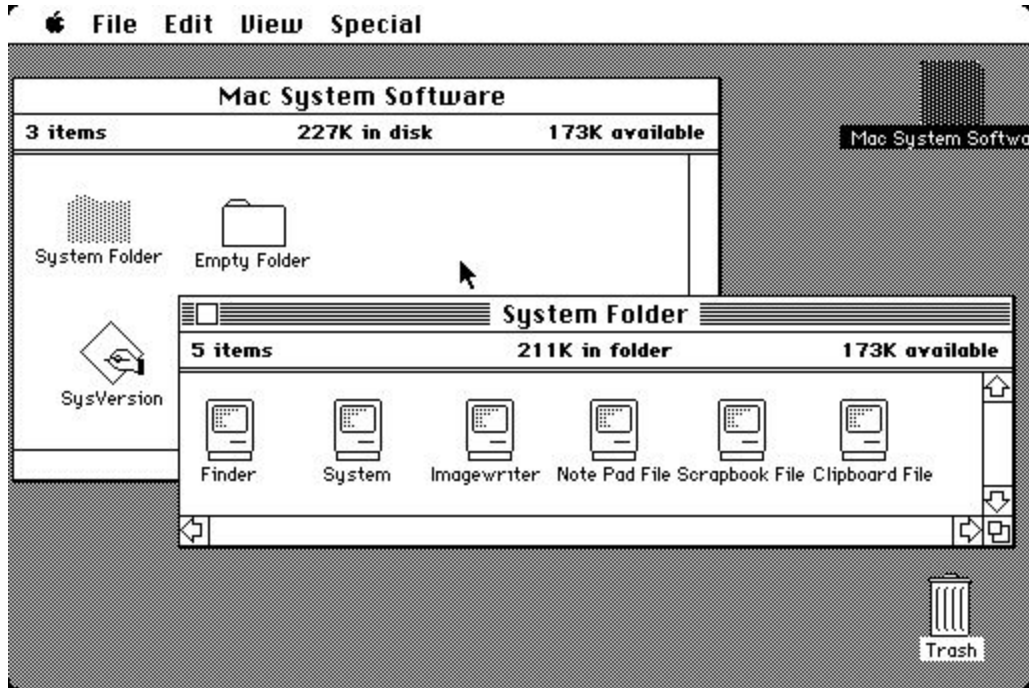 File Edit View Special
Mac System Software
3 items 227K in disk 173K available
Mac System Softwa
System Folder
Empty Folder
SysVersion
System Folder
5 items 211K in folder 173K available
Finder System Imagewriter Note Pad File Scrapbook File Clipboard File
Trash